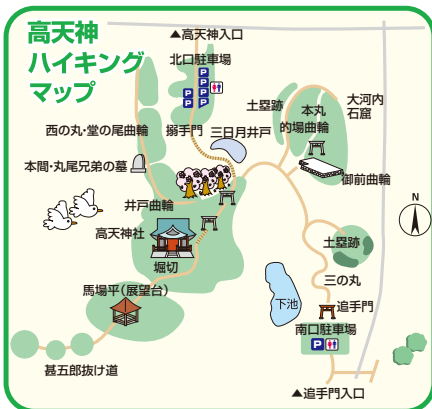 高天神
ハイキング
マップ
▲高天神入口
北口駐車場
P
P
P
P
P
P
P
土塁跡
本丸
大河内
石窟
的場曲輪
西の丸・堂の尾曲輪
搦手門
三日月井戸
本間・丸尾兄弟の墓
御前曲輪
井戸曲輪
N
高天神社
土塁跡
堀切
三の丸
馬場平(展望台)
下池
追手門
南口駐車場
P
甚五郎抜け道
▲追手門入口